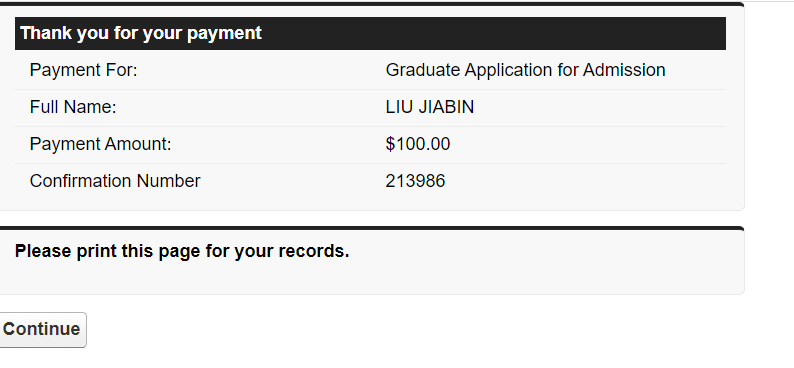 Thank you for your payment
Payment For: Graduate Application for Admission
Full Name: LIU JIABIN
Payment Amount: $100.00
Confirmation Number 213986
Please print this page for your records.
Continue